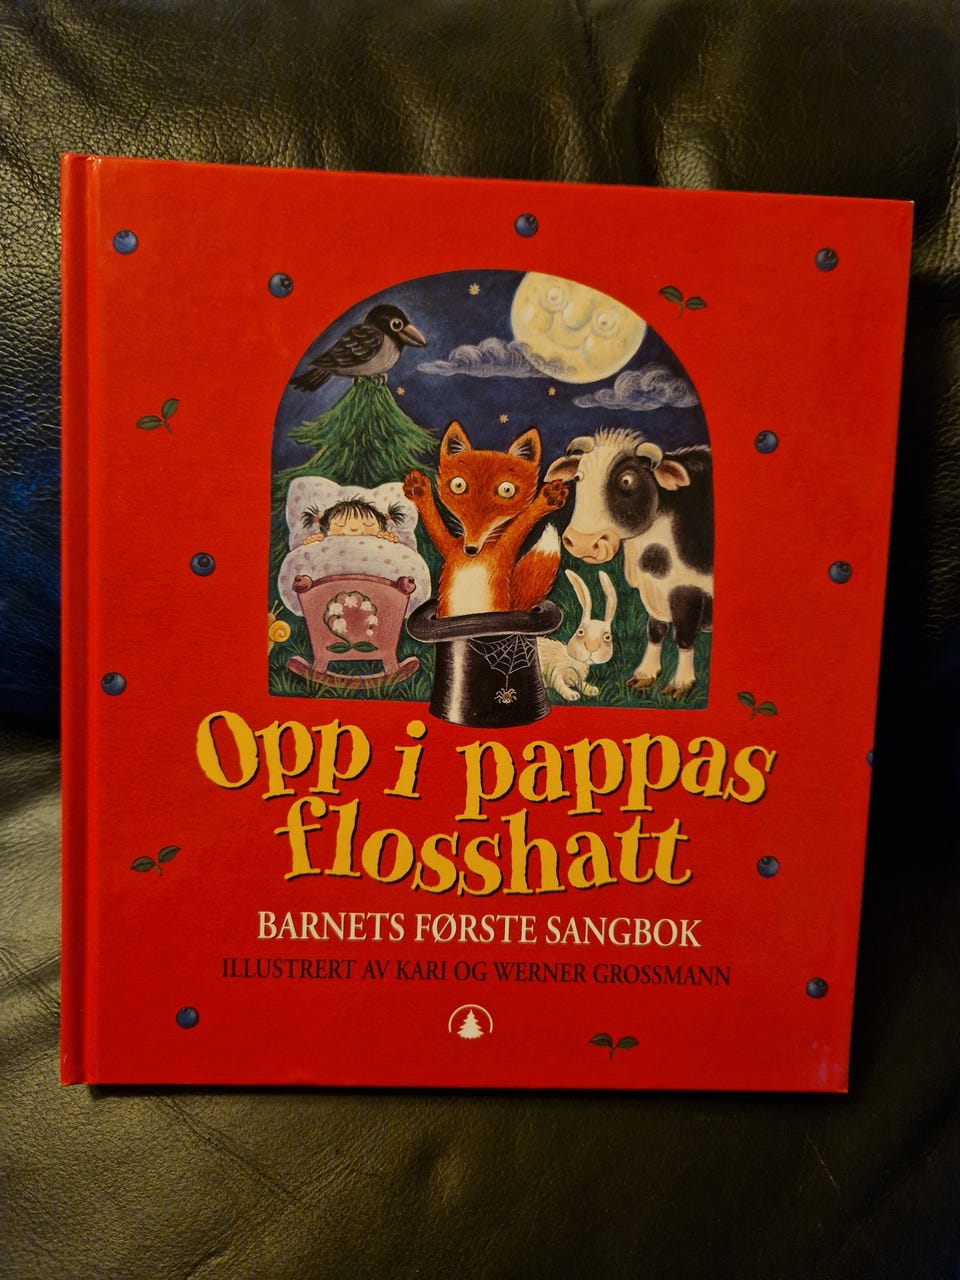 Opp i pappas
flosshatt
BARNETS FØRSTE SANGBOK
ILLUSTRERT AV KARI OG WERNER GROSSMANN